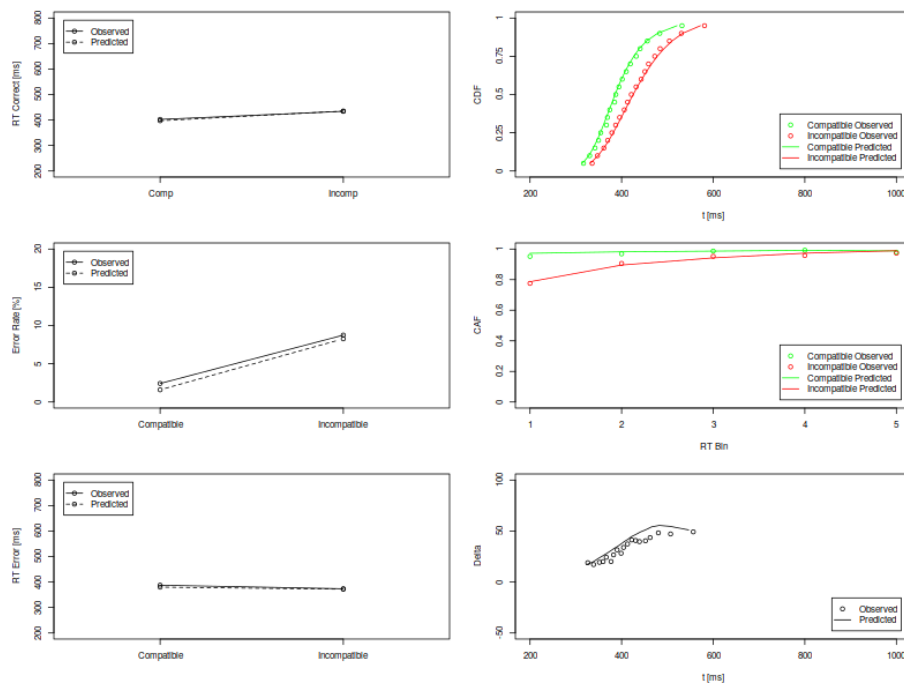 RT Correct [ms]
800
700
600
500
400
300
200
Observed
Predicted
Comp
Incomp
CDF
1
0.75
0.5
0.25
0
Compatible Observed
Incompatible Observed
Compatible Predicted
Incompatible Predicted
200
400
600
800
1000
t [ms]
Error Rate [%]
20
15
10
5
0
Observed
Predicted
Compatible
Incompatible
CAF
1
0.8
0.6
0.4
0.2
0
Compatible Observed
Incompatible Observed
Compatible Predicted
Incompatible Predicted
1
2
3
4
5
RT Bin
RT Error [ms]
800
700
600
500
400
300
200
Observed
Predicted
Compatible
Incompatible
Delta
100
50
0
-50
Observed
Predicted
200
400
600
800
1000
t [ms]